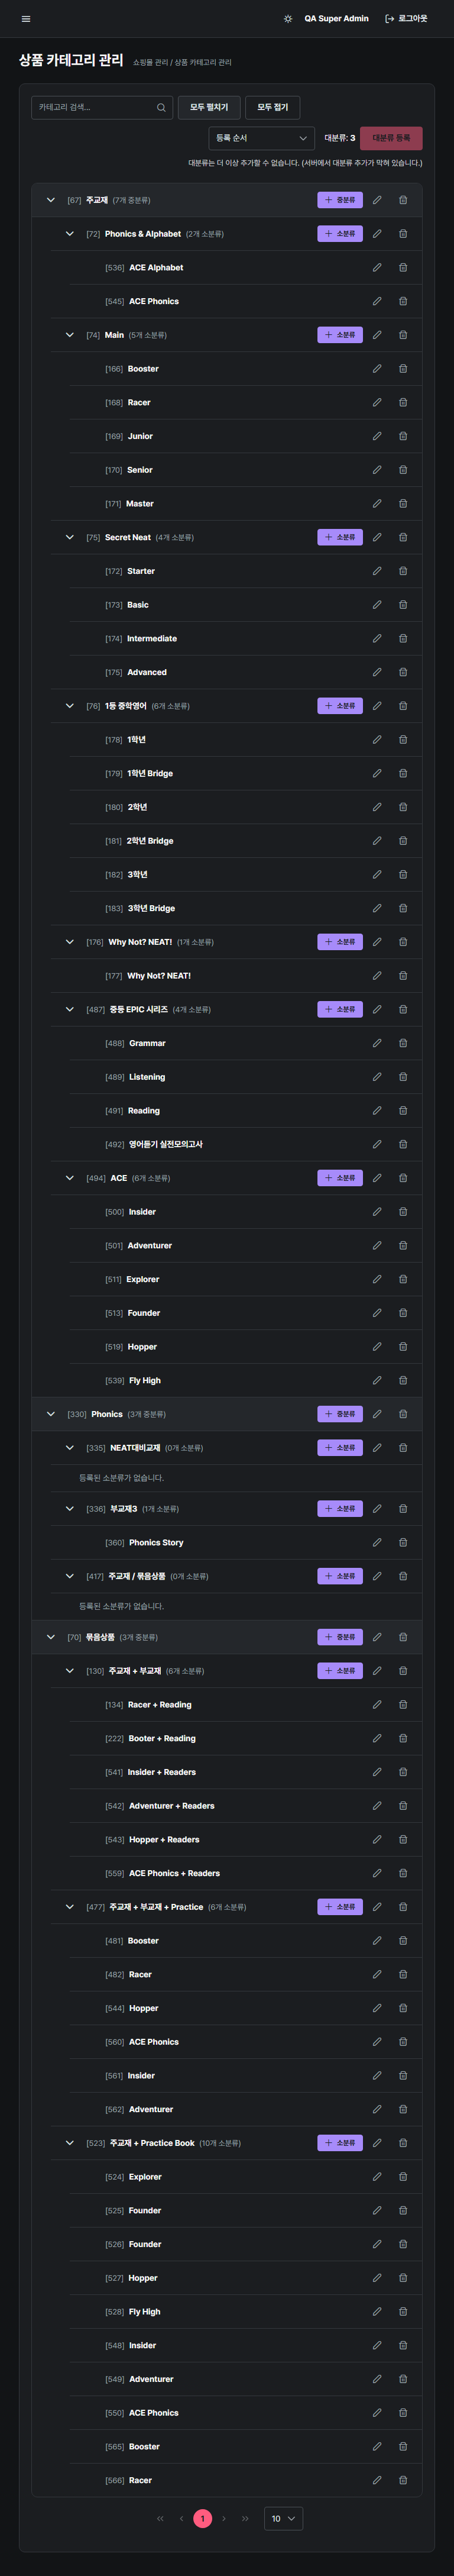 QA Super Admin 로그아웃
상품 카테고리 관리 쇼핑몰 관리 / 상품 카테고리 관리
카테고리 검색... 모두 펼치기 모두 접기
등록 순서 대분류: 3 대분류 등록
대분류는 더 이상 추가할 수 없습니다. (서버에서 대분류 추가가 막혀 있습니다.)
[67] 주교재 (7개 중분류) + 중분류
[72] Phonics & Alphabet (2개 소분류) + 소분류
[536] ACE Alphabet
[545] ACE Phonics
[74] Main (5개 소분류) + 소분류
[166] Booster
[168] Racer
[169] Junior
[170] Senior
[171] Master
[75] Secret Neat (4개 소분류) + 소분류
[172] Starter
[173] Basic
[174] Intermediate
[175] Advanced
[76] 1등 중학영어 (6개 소분류) + 소분류
[178] 1학년
[179] 1학년 Bridge
[180] 2학년
[181] 2학년 Bridge
[182] 3학년
[183] 3학년 Bridge
[176] Why Not? NEAT! (1개 소분류) + 소분류
[177] Why Not? NEAT!
[487] 중등 EPIC 시리즈 (4개 소분류) + 소분류
[488] Grammar
[489] Listening
[491] Reading
[492] 영어듣기 실전모의고사
[494] ACE (6개 소분류) + 소분류
[500] Insider
[501] Adventurer
[511] Explorer
[513] Founder
[519] Hopper
[539] Fly High
[330] Phonics (3개 중분류) + 중분류
[335] NEAT대비교재 (0개 소분류) + 소분류
등록된 소분류가 없습니다.
[336] 부교재3 (1개 소분류) + 소분류
[360] Phonics Story
[417] 주교재 / 묶음상품 (0개 소분류) + 소분류
등록된 소분류가 없습니다.
[70] 묶음상품 (3개 중분류) + 중분류
[130] 주교재 + 부교재 (6개 소분류) + 소분류
[134] Racer + Reading
[222] Booter + Reading
[541] Insider + Readers
[542] Adventurer + Readers
[543] Hopper + Readers
[559] ACE Phonics + Readers
[477] 주교재 + 부교재 + Practice (6개 소분류) + 소분류
[481] Booster
[482] Racer
[544] Hopper
[560] ACE Phonics
[561] Insider
[562] Adventurer
[523] 주교재 + Practice Book (10개 소분류) + 소분류
[524] Explorer
[525] Founder
[526] Founder
[527] Hopper
[528] Fly High
[548] Insider
[549] Adventurer
[550] ACE Phonics
[565] Booster
[566] Racer
1 10